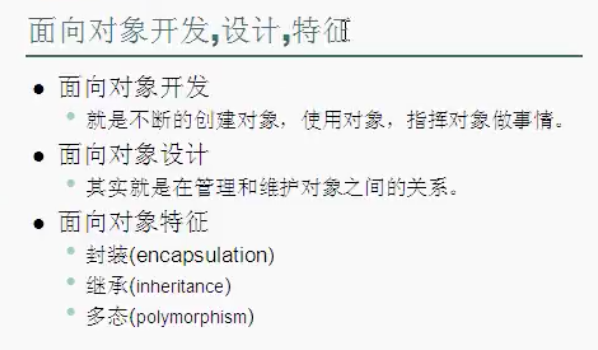 面向对象开发,设计,特征
面向对象开发
就是不断的创建对象，使用对象，指挥对象做事情。
面向对象设计
其实就是在管理和维护对象之间的关系。
面向对象特征
封装(encapsulation)
继承(inheritance)
多态(polymorphism)